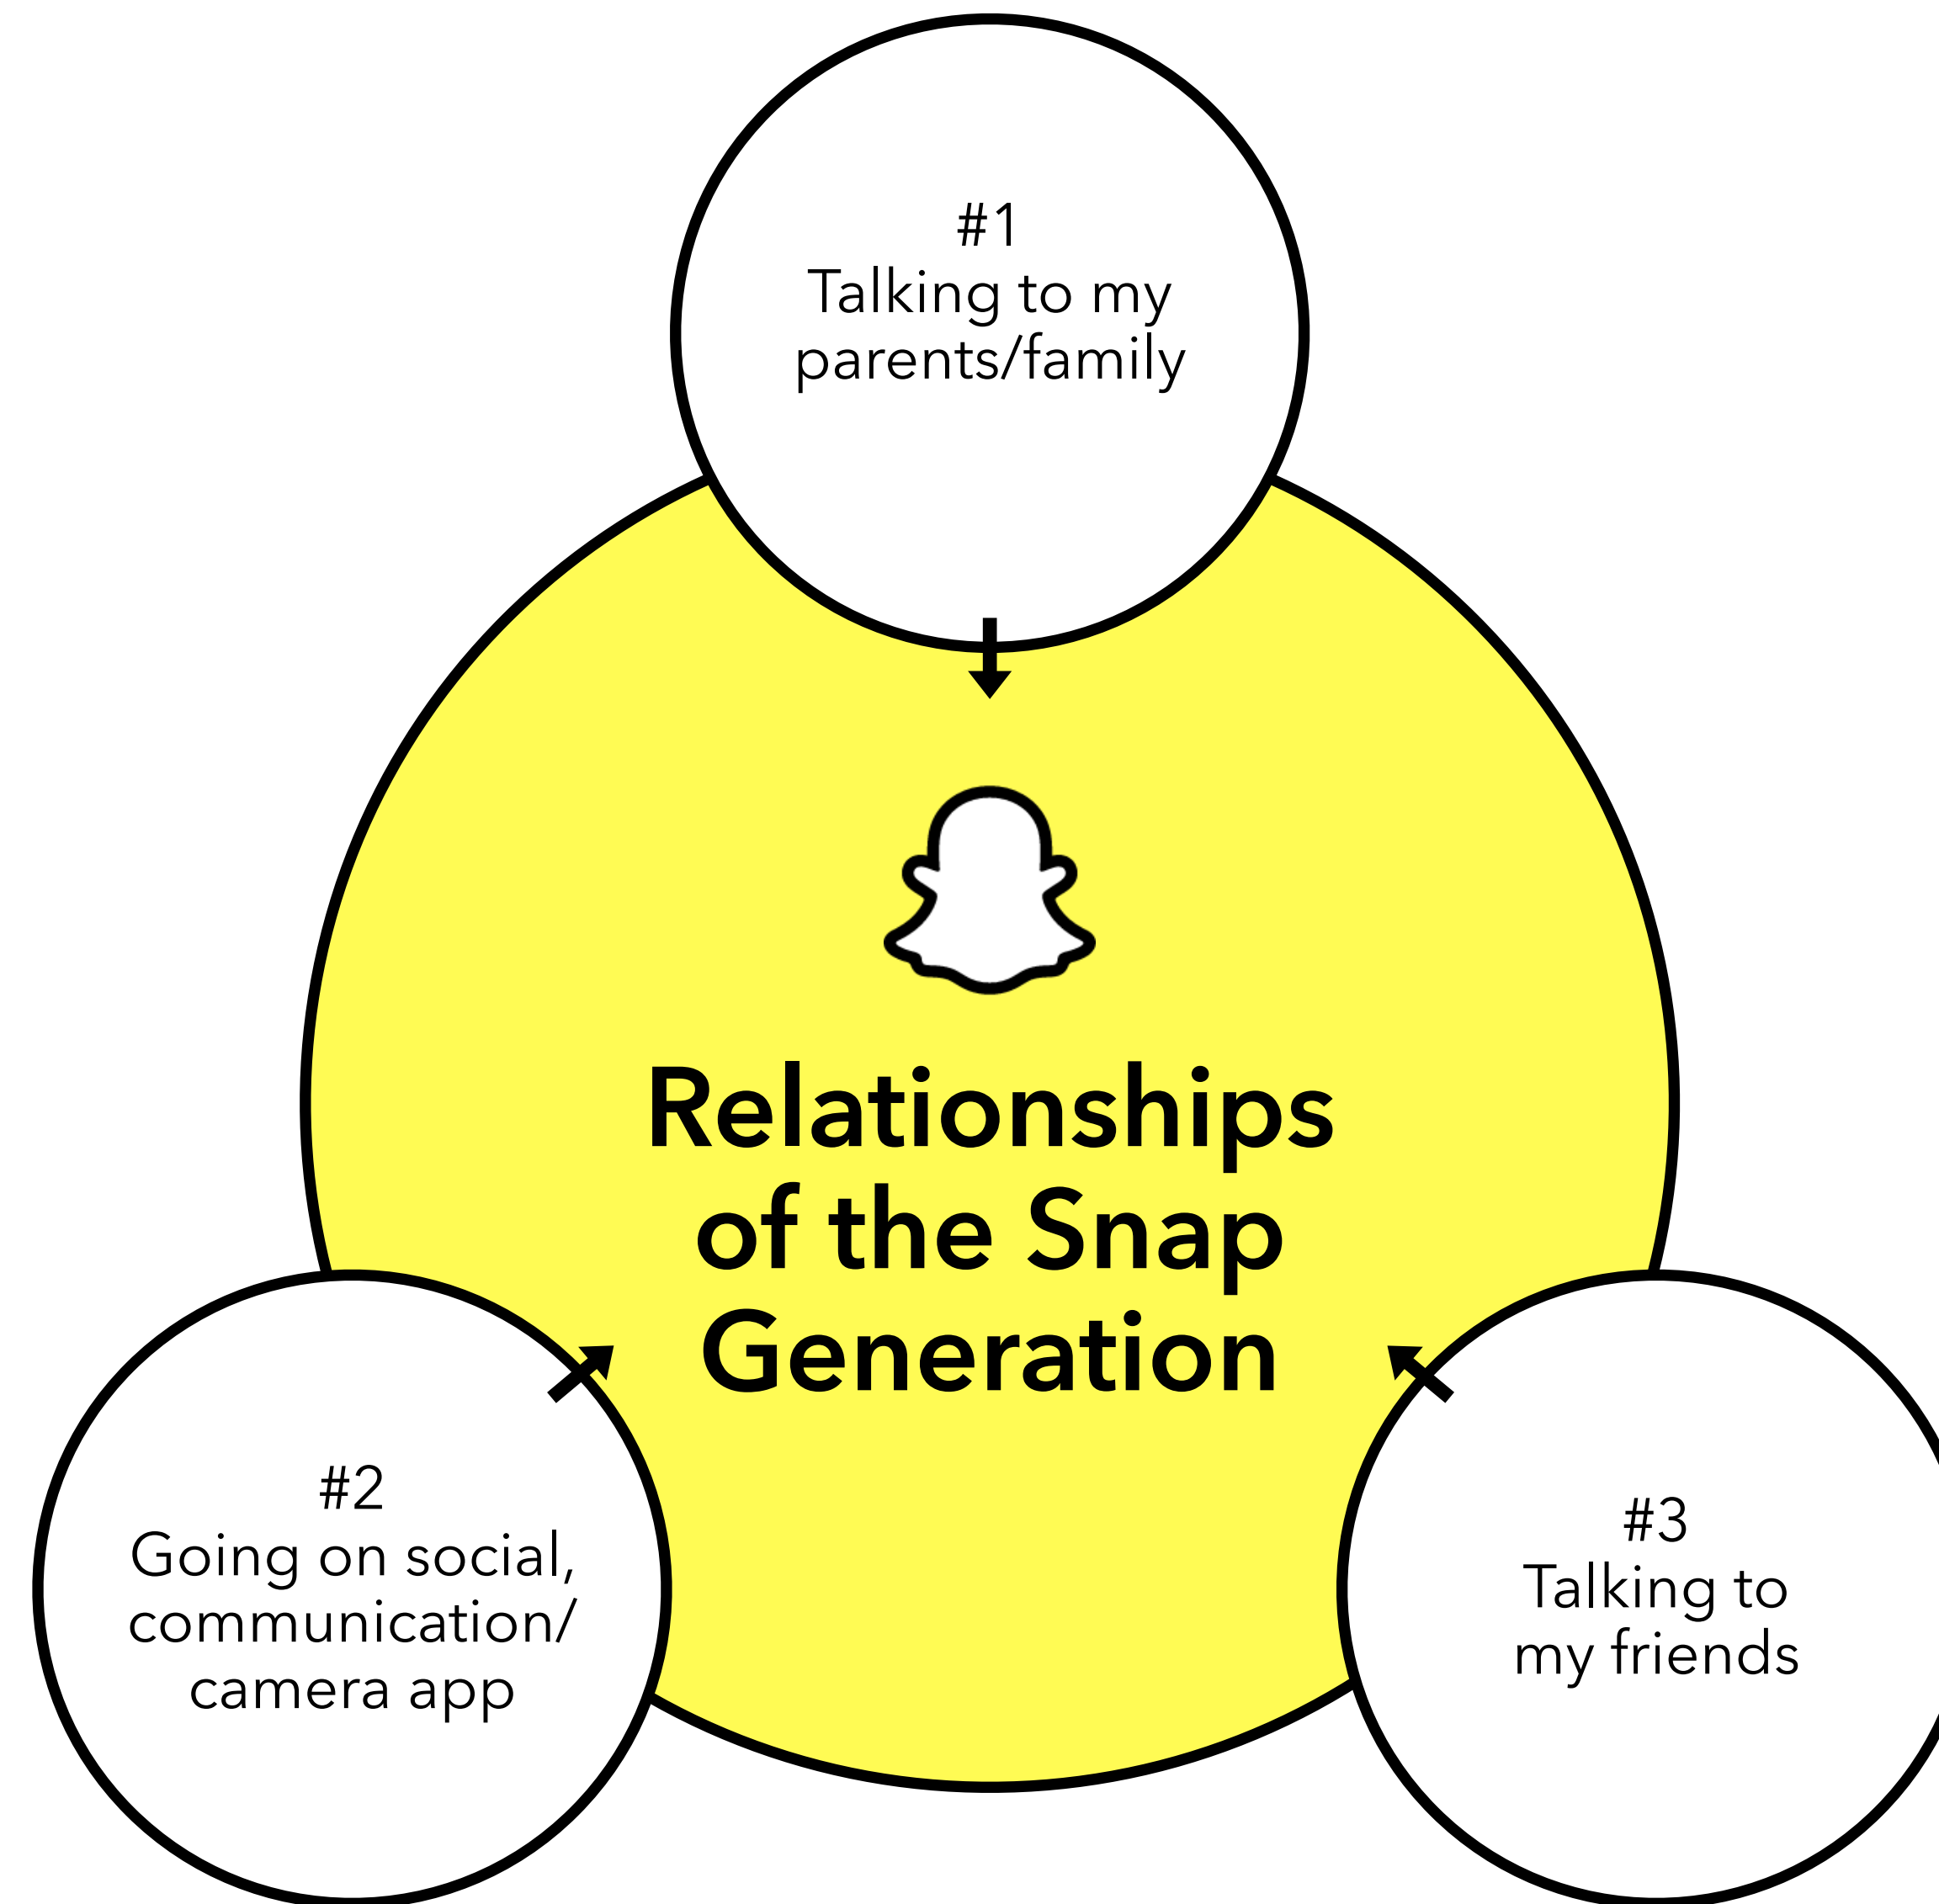 #1
Talking to my
parents/family
Relationships
of the Snap
Generation
#2
Going on social,
communication/
camera app
#3
Talking to
my friends